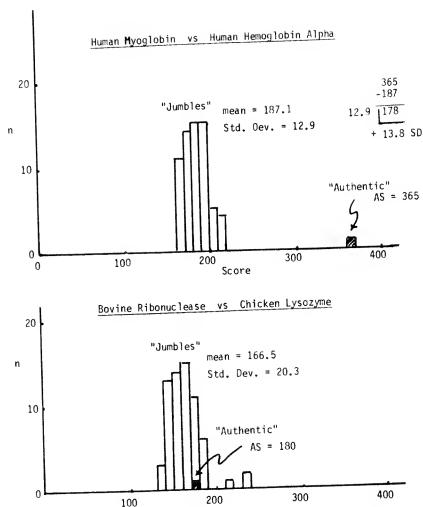 Human Myoglobin vs Human Hemoglobin Alpha
20
10
0
n
"Jumbles"
mean = 187.1
Std. Dev. = 12.9
365
-187
12.9 178
+ 13.8 SD
"Authentic"
AS = 365
0
100
200
300
400
Score
Bovine Ribonuclease vs Chicken Lysozyme
20
10
0
n
"Jumbles"
mean = 166.5
Std. Dev. = 20.3
"Authentic"
AS = 180
0
100
200
300
400